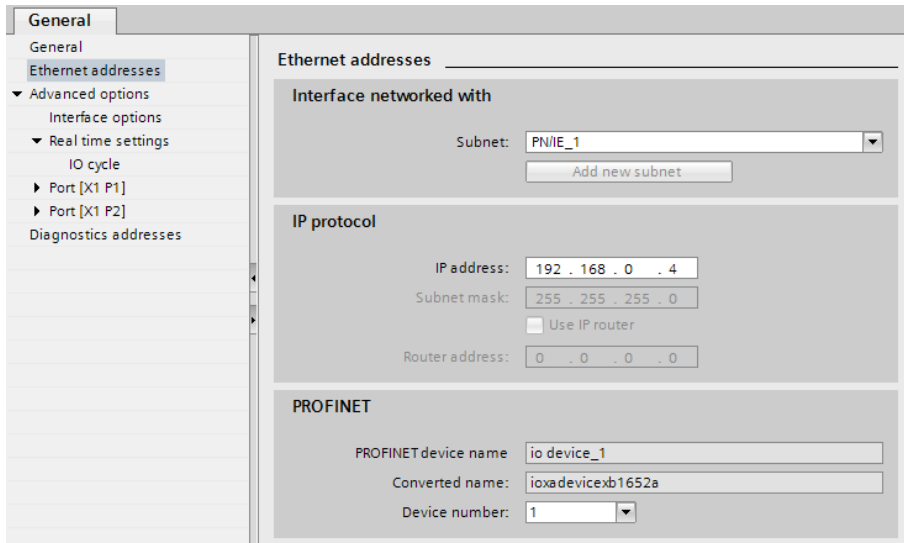 General
General
Ethernet addresses
Advanced options
Interface options
Real time settings
IO cycle
Port [X1 P1]
Port [X1 P2]
Diagnostics addresses
Ethernet addresses
Interface networked with
Subnet: PN/IE_1
Add new subnet
IP protocol
IP address: 192 . 168 . 0 . 4
Subnet mask: 255 . 255 . 255 . 0
Use IP router
Router address: 0 . 0 . 0 . 0
PROFINET
PROFINET device name io device_1
Converted name: ioxadevicexb1652a
Device number: 1